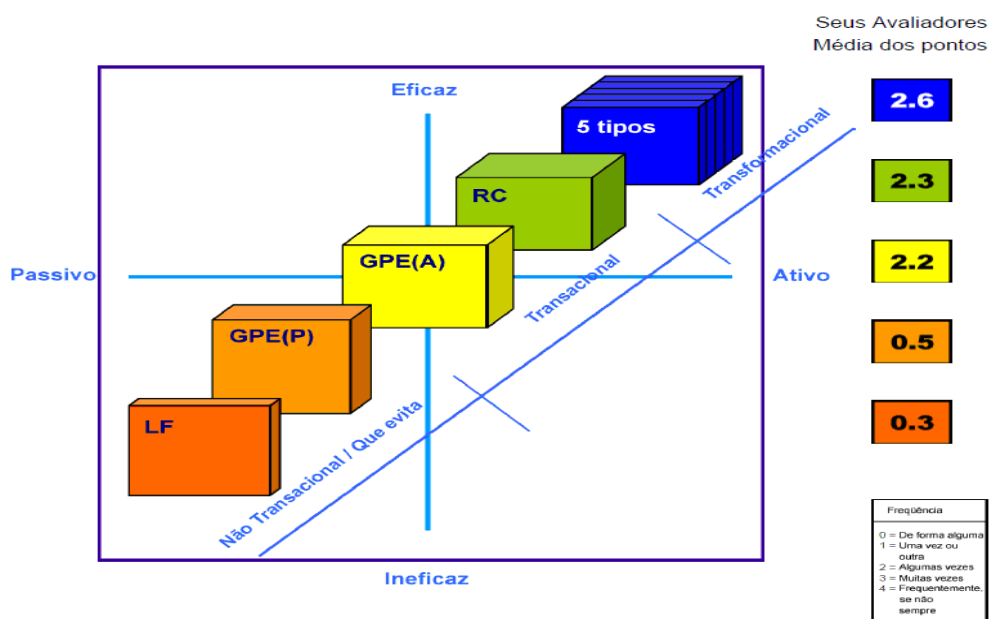 Seus Avaliadores
Média dos pontos
Eficaz
5 tipos
2.6
Transformacional
RC
2.3
GPE(A)
2.2
Passivo
Ativo
Transacional
GPE(P)
0.5
LF
0.3
Não Transacional / Que evita
Ineficaz
Freqüência
0 = De forma alguma
1 = Uma vez ou
outra
2 = Algumas vezes
3 = Muitas vezes
4 = Frequentemente,
se não
sempre